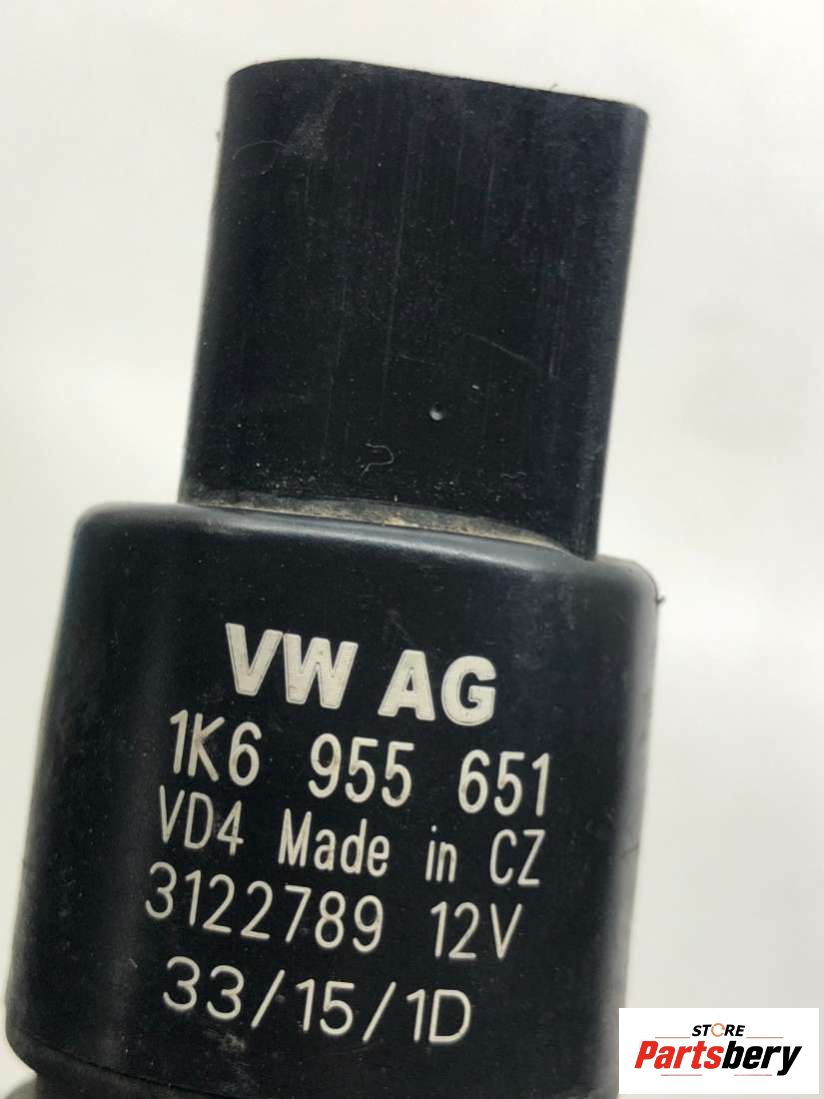 VW AG
1K6 955 651
VD4 Made in CZ
3122789 12V
33/15/1D
STORE
Partsbery